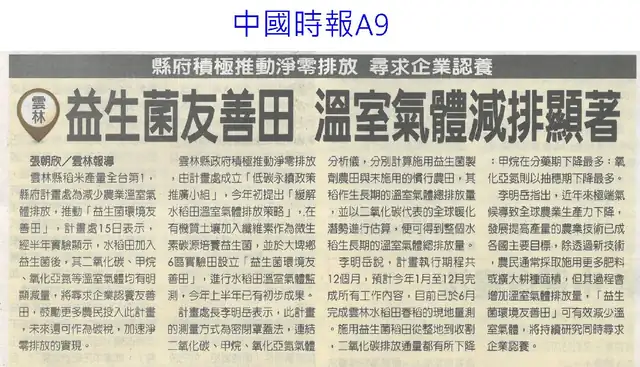 中國時報A9
縣府積極推動淨零排放 尋求企業認養
雲林
益生菌友善田 溫室氣體減排顯著
張朝欣/雲林報導
雲林縣稻米產量全台第1,
縣府計畫處為減少農業溫室氣
體排放,推動「益生菌環境友
善田」,計畫處15日表示,
經半年實驗顯示,水稻田加入
益生菌後,其二氧化碳、甲烷
、氧化亞氮等溫室氣體均有明
顯減量,將尋求企業認養友善
田,鼓勵更多農民投入此計畫
,未來還可作為碳稅,加速淨
零排放的實現。
雲林縣政府積極推動淨零排放
,由計畫處成立「低碳永續政策
推廣小組」,今年初提出「緩解
水稻田溫室氣體排放策略」,在
有機質土壤加入纖維素作為微生
素碳源培養益生菌,並於大埤鄉
6區實驗田設立「益生菌環境友
善田」,進行水稻田溫室氣體監
測,今年上半年已有初步成果。
計畫處長李明岳表示,此計畫
的測量方式為密閉罩蓋法,連結
二氧化碳、甲烷、氧化亞氮氣體
分析儀,分別計算施用益生菌製
劑農田與未施用的慣行農田,其
稻作生長期的溫室氣體總排放量
,並以二氧化碳代表的全球暖化
潛勢進行估算,便可得到整個水
稻生長期的溫室氣體總排放量。
李明岳說,計畫執行期程共
12個月,預計今年1月至12月完
成所有工作內容,目前已於6月
完成雲林水稻田春稻的現地量測
。施用益生菌稻田從整地到收割
,二氧化碳排放通量都有所下降
;甲烷在分蘗期下降最多;氧
化亞氮則以抽穗期下降最多。
李明岳指出,近年來極端氣
候導致全球農業生產力下降,
發展提高產量的農業技術已成
各國主要目標,除透過新技術
,農民通常採取施用更多肥料
或擴大耕種面積,但其過程會
增加溫室氣體排放量,「益生
菌環境友善田」可有效減少溫
室氣體,將持續研究同時尋求
企業認養。